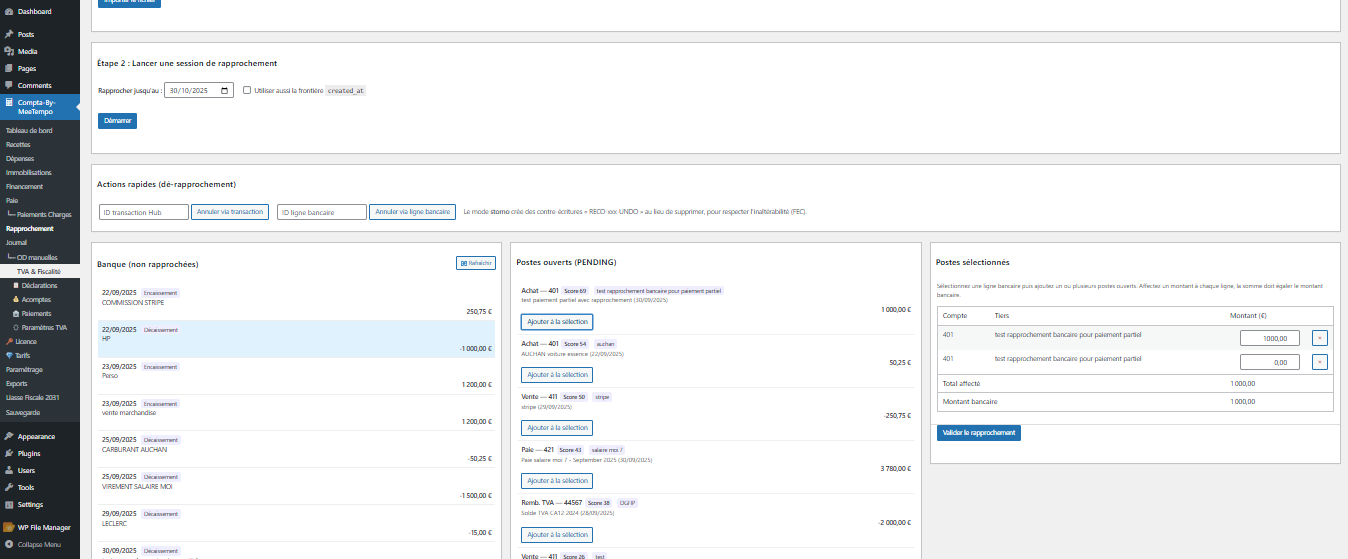 Dashboard
Posts
Media
Pages
Comments
Compta-By-
MeeTempo
Tableau de bord
Recettes
Dépenses
Immobilisations
Financement
Paie
Paiements Charges
Rapprochement
Journal
OD manuelles
TVA & Fiscalité
Déclarations
Acomptes
Paiements
Paramètres TVA
Licence
Tarifs
Paramétrage
Exports
Liasse Fiscale 2031
Sauvegarde
Appearance
Plugins
Users
Tools
Settings
WP File Manager
Collapse Menu
Importer le fichier
Étape 2 : Lancer une session de rapprochement
Rapprocher jusqu'au : 30/10/2025 Utiliser aussi la frontière created_at
Démarrer
Actions rapides (dé-rapprochement)
ID transaction Hub Annuler via transaction ID ligne bancaire Annuler via ligne bancaire Le mode storno crée des contre-écritures « RECO xxx UNDO » au lieu de supprimer, pour respecter l'inaltérabilité (FEC).
Banque (non rapprochées) Rafraîchir
22/09/2025 Encaissement
COMMISSION STRIPE
250,75 €
22/09/2025 Décaissement
HP
-1 000,00 €
23/09/2025 Encaissement
Perso
1 200,00 €
23/09/2025 Encaissement
vente marchandise
1 200,00 €
25/09/2025 Décaissement
CARBURANT AUCHAN
-50,25 €
25/09/2025 Décaissement
VIREMENT SALAIRE MOI
-1 500,00 €
29/09/2025 Décaissement
LECLERC
-15,00 €
30/09/2025 Décaissement
Postes ouverts (PENDING)
Achat — 401 Score 69 test rapprochement bancaire pour paiement partiel
test paiement partiel avec rapprochement (30/09/2025)
1 000,00 €
Ajouter à la sélection
Achat — 401 Score 54 auchan
AUCHAN voiture essence (22/09/2025)
50,25 €
Ajouter à la sélection
Vente — 411 Score 50 stripe
stripe (29/09/2025)
-250,75 €
Ajouter à la sélection
Paie — 421 Score 43 salaire moi 7
Paie salaire moi 7 - September 2025 (30/09/2025)
3 780,00 €
Ajouter à la sélection
Remb. TVA — 44567 Score 38 DGFIP
Solde TVA CA12 2024 (28/09/2025)
-2 000,00 €
Ajouter à la sélection
Vente — 411 Score 26 test
Postes sélectionnés
Sélectionnez une ligne bancaire puis ajoutez un ou plusieurs postes ouverts. Affectez un montant à chaque ligne, la somme doit égaler le montant
bancaire.
Compte Tiers Montant (€)
401 test rapprochement bancaire pour paiement partiel 1000,00 ×
401 test rapprochement bancaire pour paiement partiel 0,00 ×
Total affecté 1000,00
Montant bancaire 1000,00
Valider le rapprochement